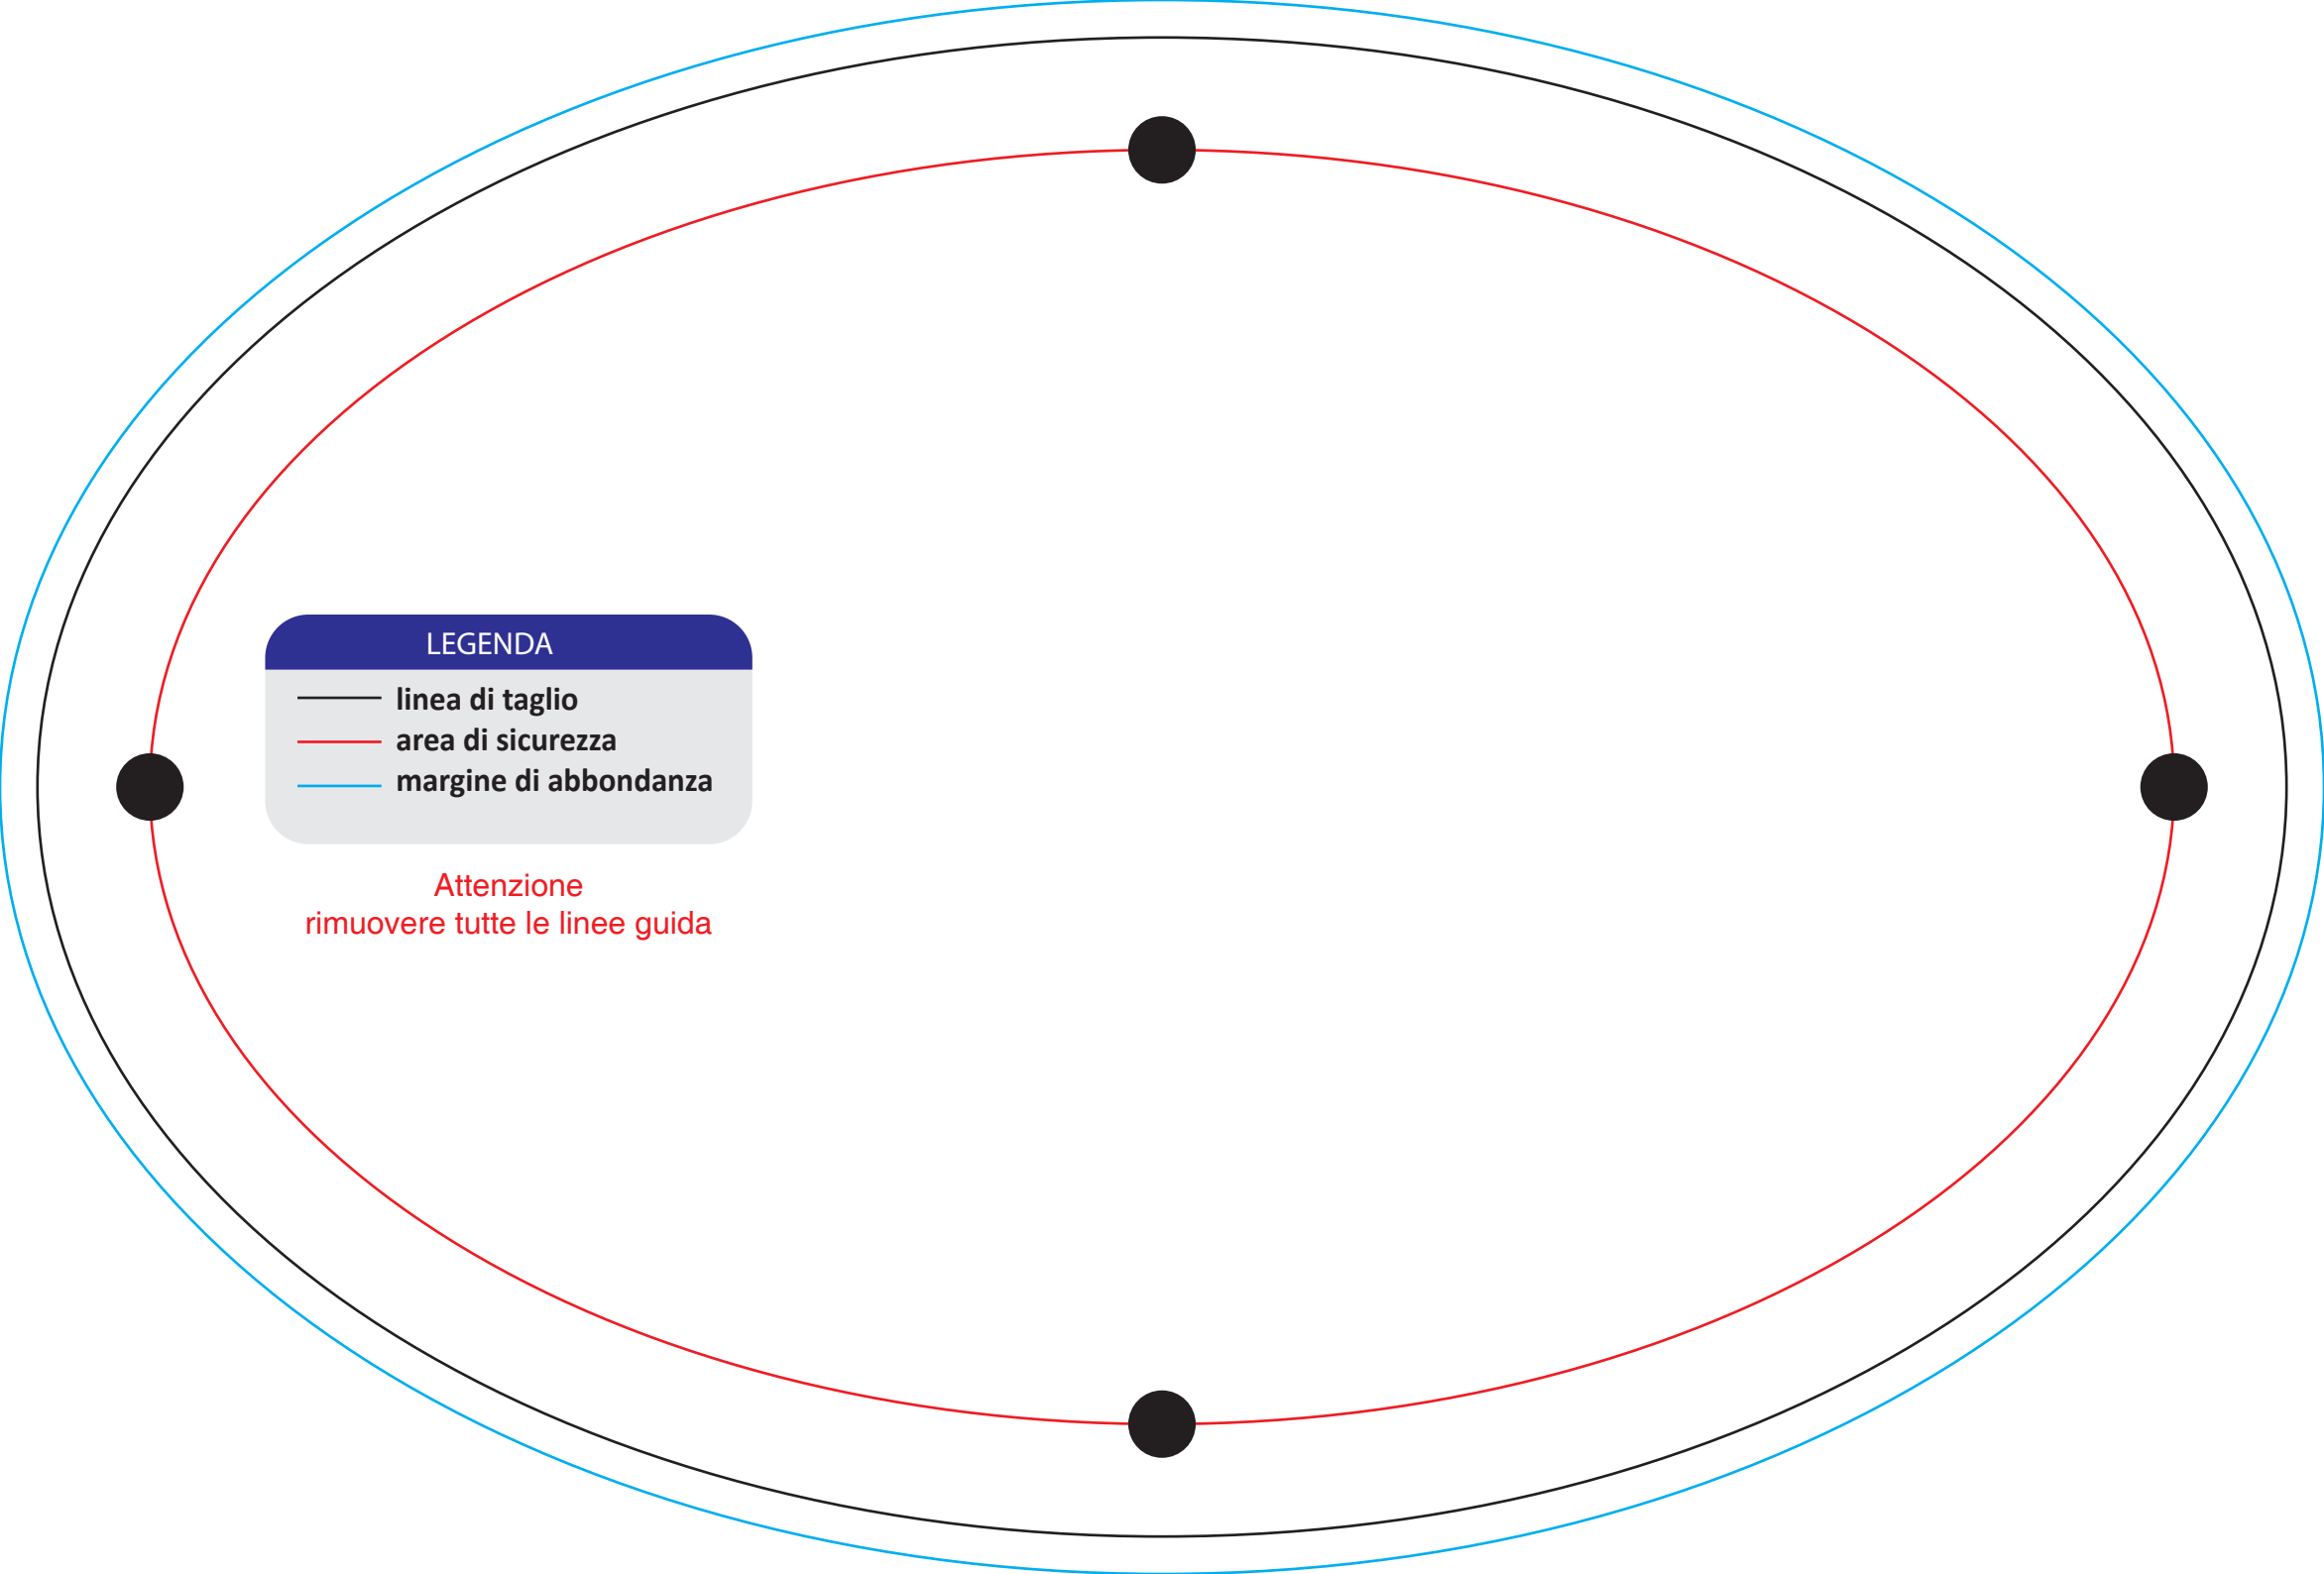 LEGENDA
linea di taglio
area di sicurezza
margine di abbondanza
Attenzione
rimuovere tutte le linee guida